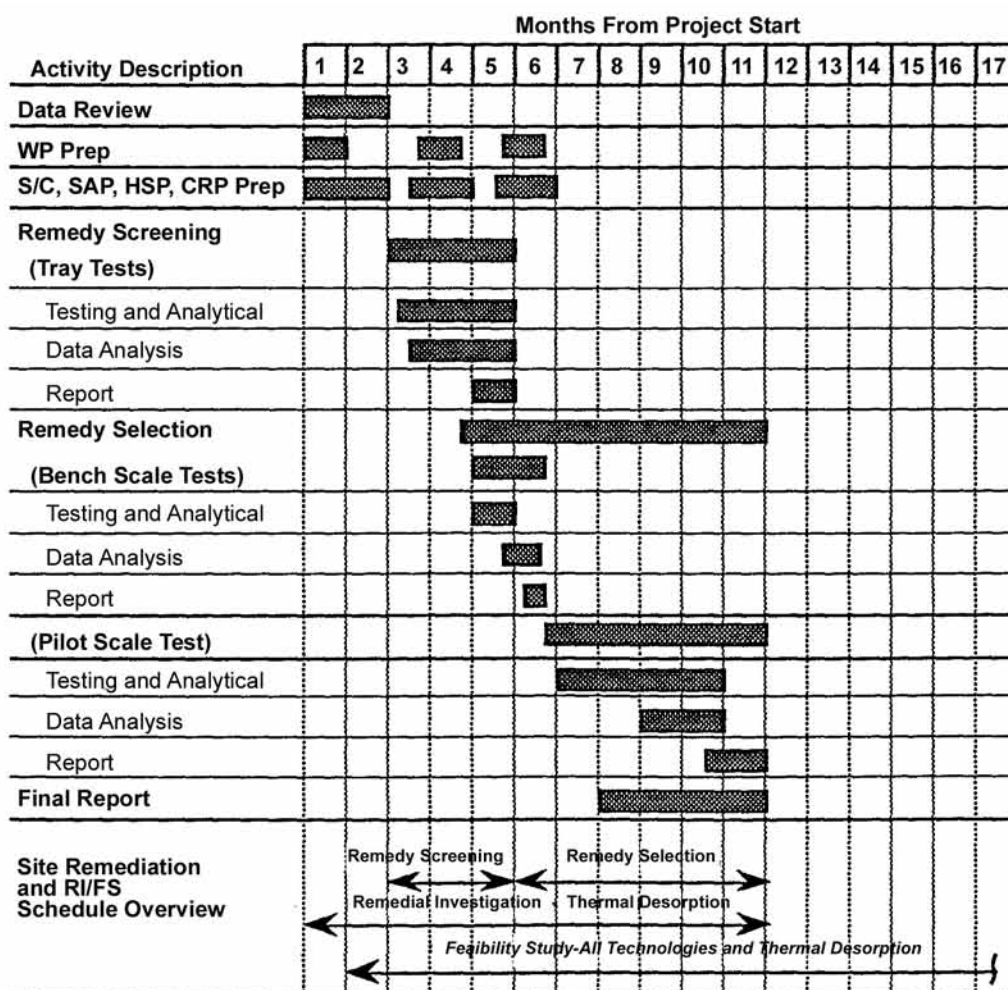 Months From Project Start
Activity Description 1 2 3 4 5 6 7 8 9 10 11 12 13 14 15 16 17
Data Review
WP Prep
S/C, SAP, HSP, CRP Prep
Remedy Screening
(Tray Tests)
Testing and Analytical
Data Analysis
Report
Remedy Selection
(Bench Scale Tests)
Testing and Analytical
Data Analysis
Report
(Pilot Scale Test)
Testing and Analytical
Data Analysis
Report
Final Report
Site Remediation
and RI/FS
Schedule Overview
Remedy Screening Remedy Selection
Remedial Investigation - Thermal Desorption
Feaibility Study-All Technologies and Thermal Desorption